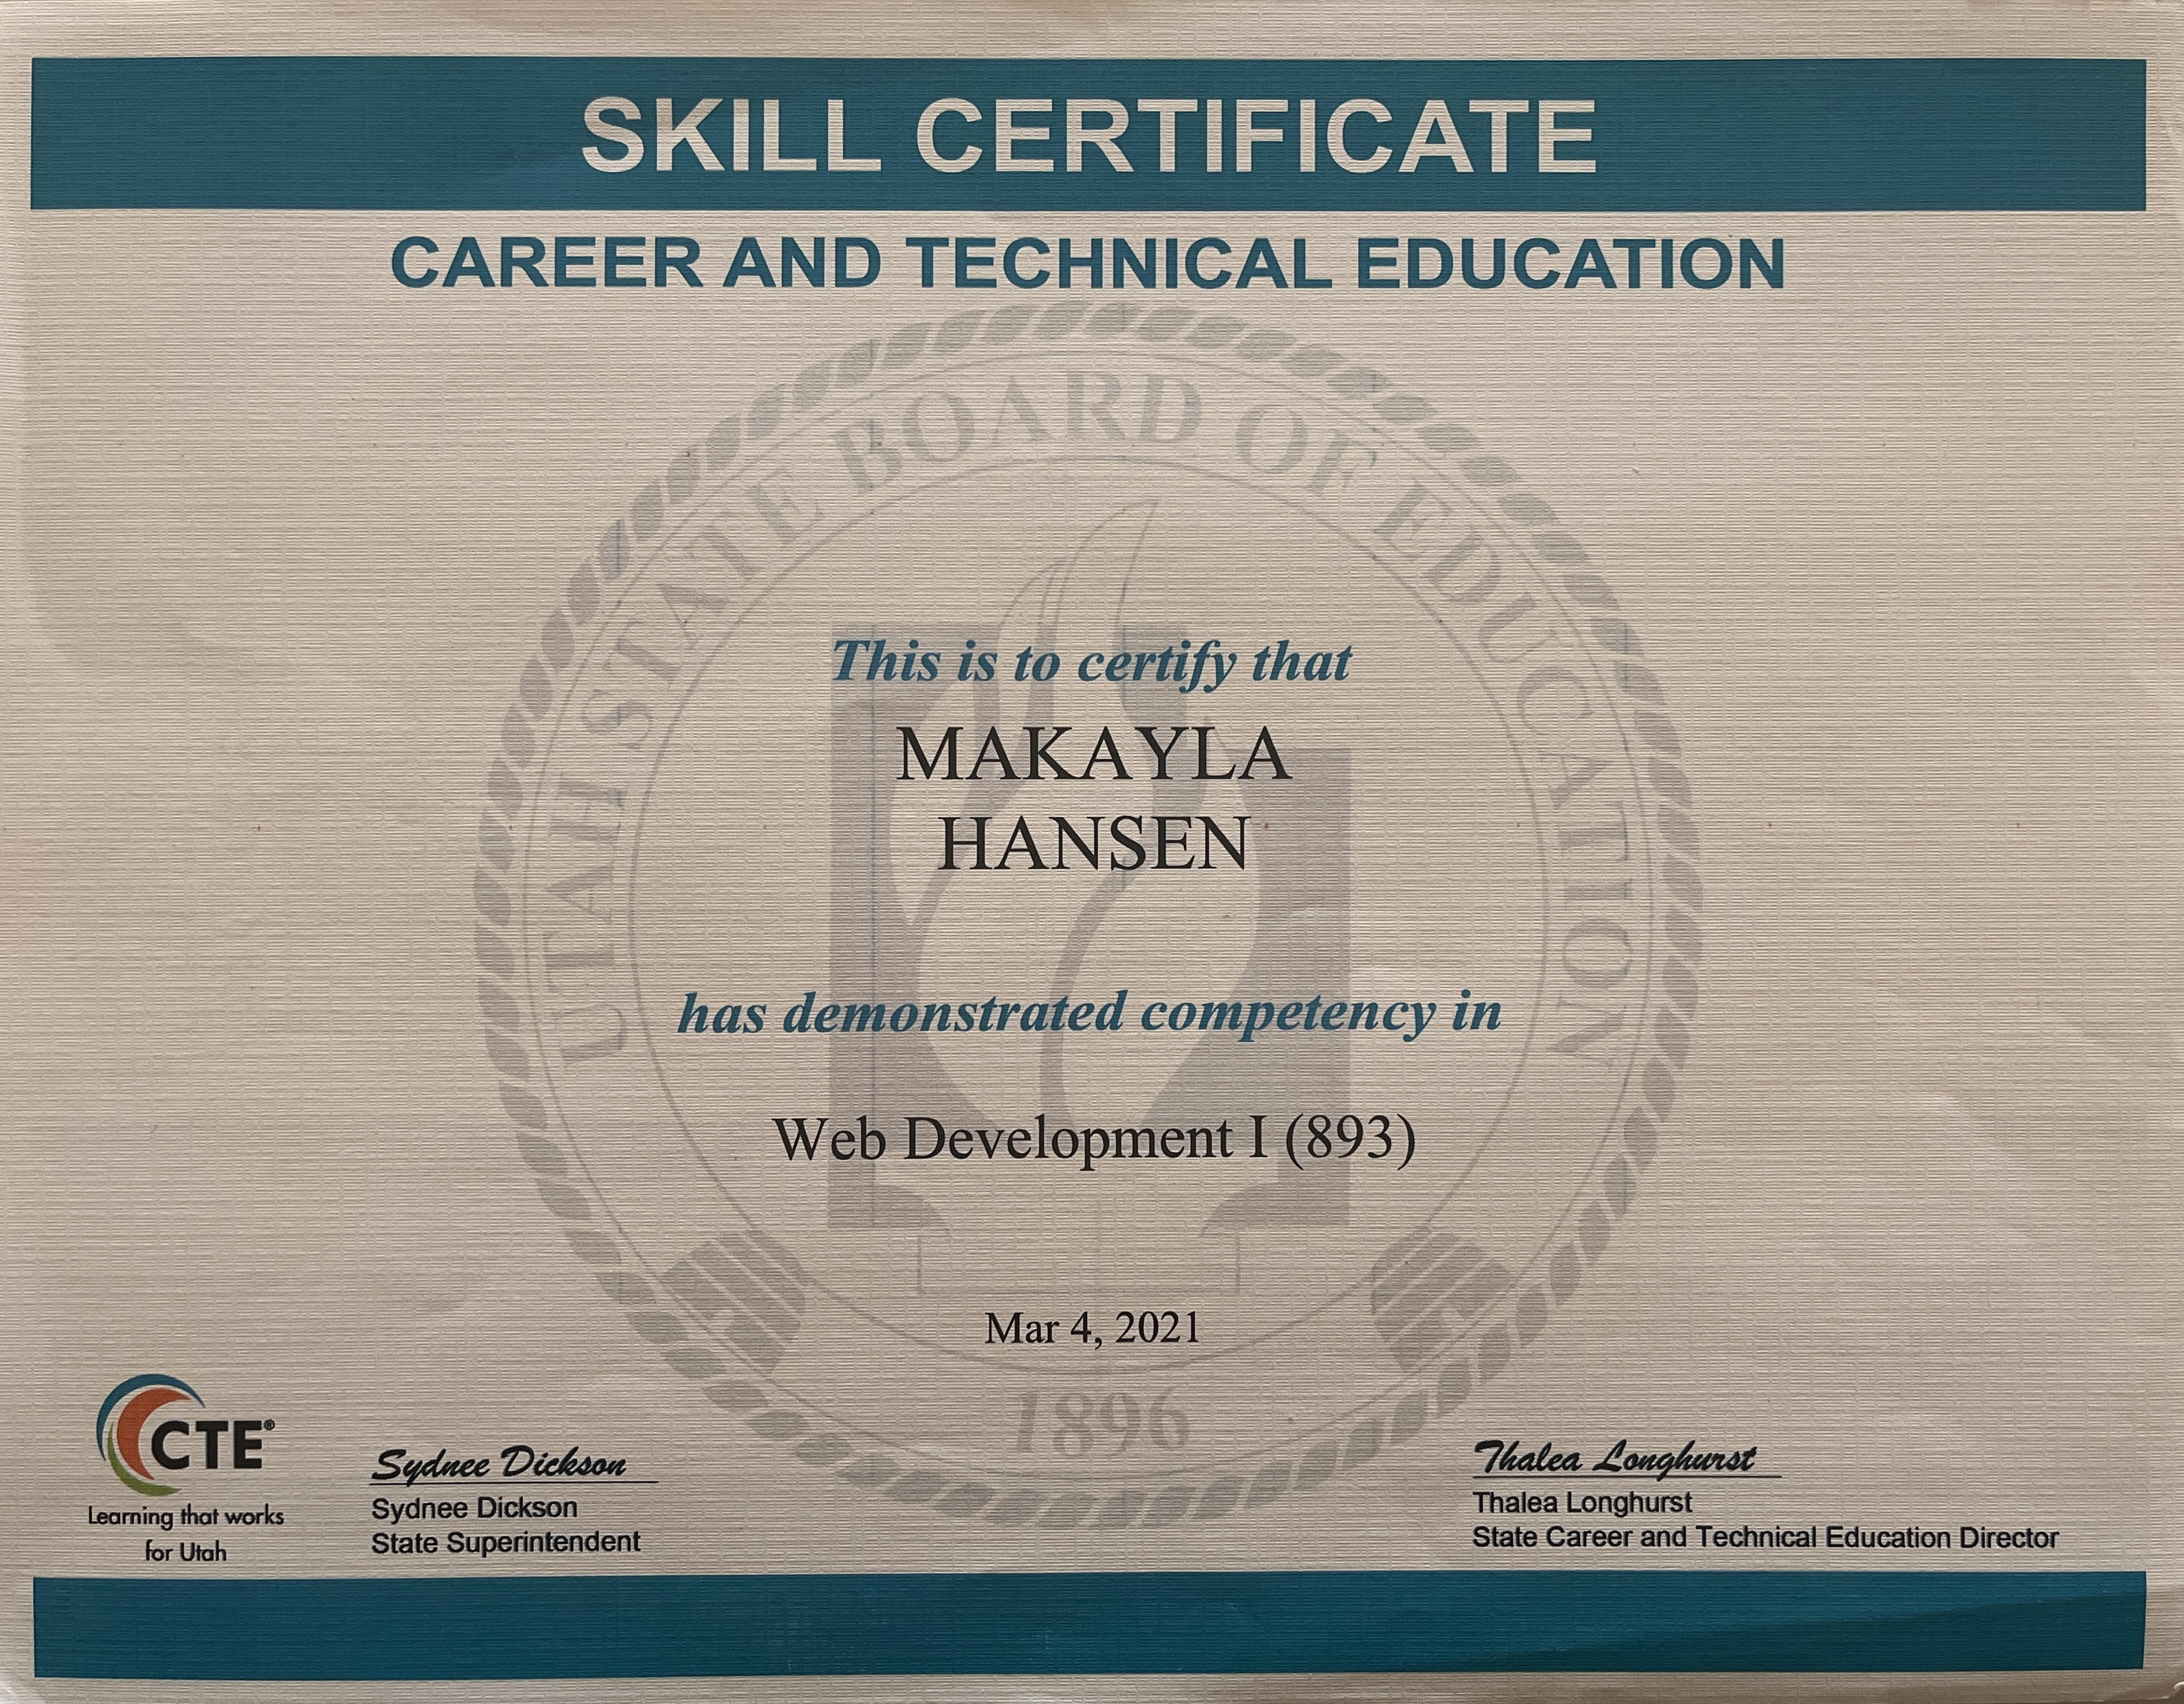 SKILL CERTIFICATE
CAREER AND TECHNICAL EDUCATION
UTAH STATE BOARD OF EDUCATION
This is to certify that
MAKAYLA
HANSEN
has demonstrated competency in
Web Development I (893)
Mar 4, 2021
1896
CTE®
Learning that works
for Utah
Sydnee Dickson
Sydnee Dickson
State Superintendent
Thalea Longhurst
Thalea Longhurst
State Career and Technical Education Director